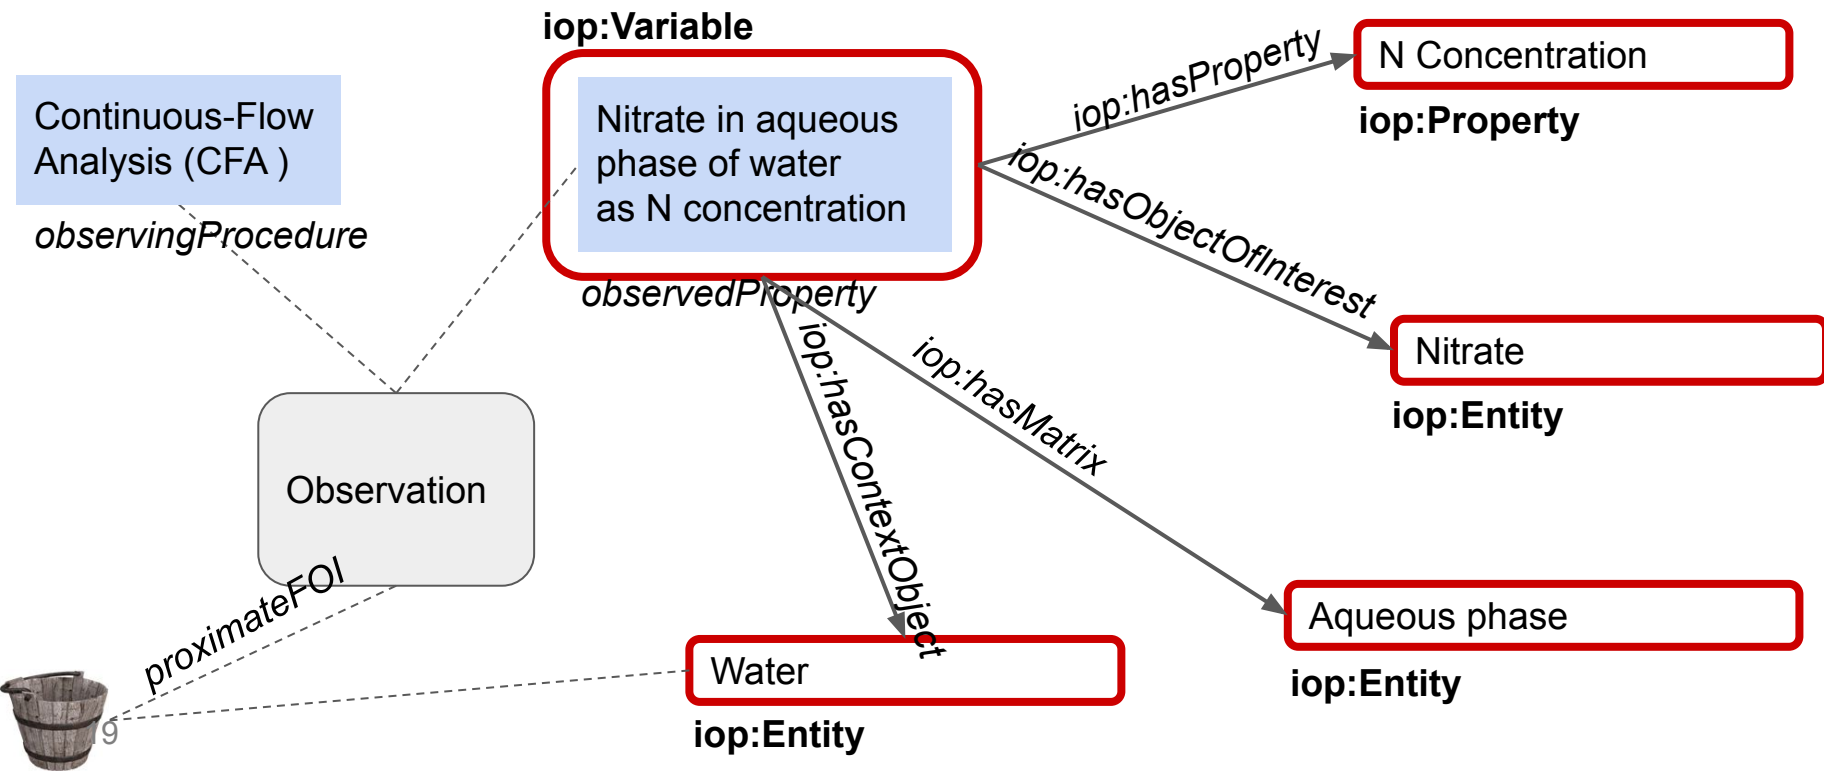 iop:Variable
Continuous-Flow
Analysis (CFA )
observingProcedure
Nitrate in aqueous
phase of water
as N concentration
observedProperty
iop:hasProperty
N Concentration
iop:Property
iop:hasObjectOfInterest
Nitrate
iop:Entity
iop:hasContextObject
iop:hasMatrix
Observation
proximateFOI
Aqueous phase
iop:Entity
Water
iop:Entity
19